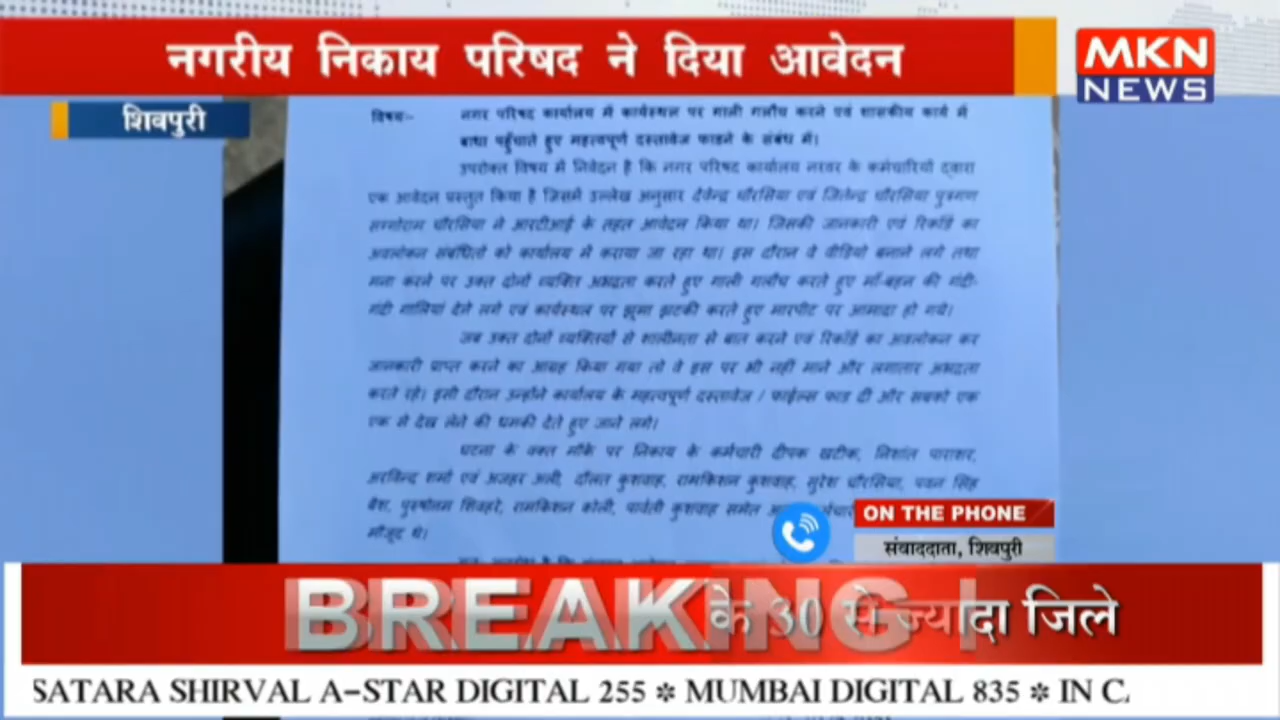 नगरीय निकाय परिषद ने दिया आवेदन
MKN
NEWS
शिवपुरी
विषय:- नगर परिषद कार्यालय में कार्यस्थल पर गाली गलौच करने एवं शासकीय कार्य में
बाधा पहुँचाते हुए महत्वपूर्ण दस्तावेज फाडने के संबंध में।
उपरोक्त विषय में निवेदन है कि नगर परिषद कार्यालय नरवर के कर्मचारियों द्वारा
एक आवेदन प्रस्तुत किया है जिसमें उल्लेख अनुसार देवेन्द्र चौरसिया एवं जितेन्द्र चौरसिया पुत्रगण
चौरसिया ने आरटीआई के तहत आवेदन किया था। जिसकी जानकारी एवं रिकॉर्ड का
अवलोकन संबंधितों को कार्यालय में कराया जा रहा था। इस दौरान वे वीडियो बनाने लगे तथा
मना करने पर उक्त दोनों व्यक्ति अभद्रता करते हुए गाली गलौच करते हुए माँ-बहन की गंदी-
गंदी गालियां देने लगे एवं कार्यस्थल पर झूमा झटकी करते हुए मारपीट पर आमादा हो गये।
जब उक्त दोनों व्यक्तियों से शालीनता से बात करने एवं रिकॉर्ड का अवलोकन कर
जानकारी प्राप्त करने का आग्रह किया गया तो वे इस पर भी नहीं माने और लगातार अभद्रता
करते रहे। इसी दौरान उन्होंने कार्यालय के महत्वपूर्ण दस्तावेज / फाईल्स फाड दी और सबको एक
एक से देख लेने की धमकी देते हुए जाने लगे।
घटना के वक्त मौके पर निकाय के कर्मचारी दीपक खटीक, निशांत पाराशर,
अरविन्द शर्मा एवं अजहर अली, दौलत कुशवाह, रामकिशन कुशवाह, सुरेश चौरसिया, पवन सिंह
बैश, पुरुषोत्तम शिवहरे, रामकिशन कोली, पार्वती कुशवाह समेत
मौजूद थे।
ON THE PHONE
संवाददाता, शिवपुरी
BREAKING
के 30 से ज्यादा जिले
SATARA SHIRVAL A-STAR DIGITAL 255 * MUMBAI DIGITAL 835 * IN C.